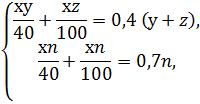 xy/40 + xz/100 = 0,4 (y + z),
xn/40 + xn/100 = 0,7n,